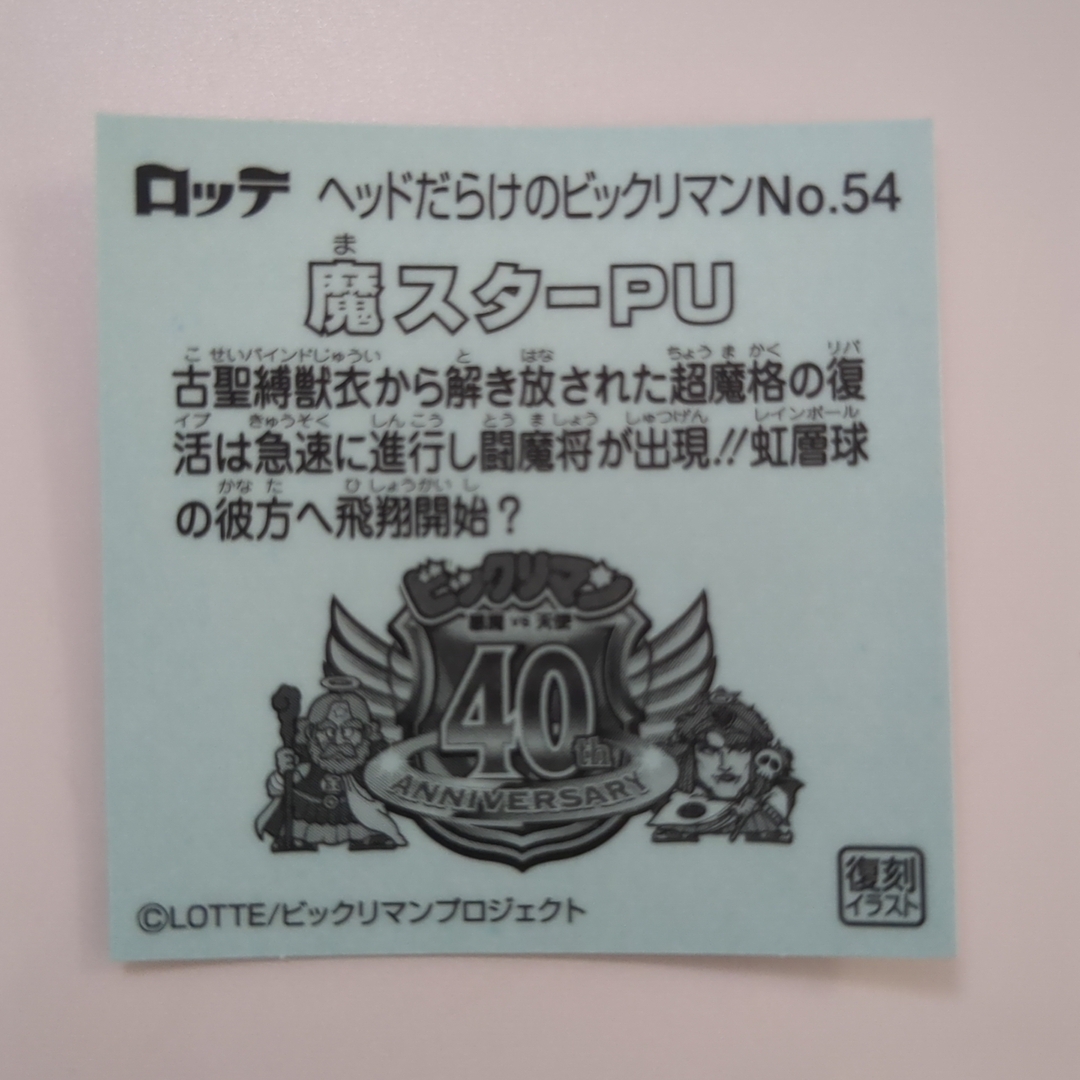 ロッテ ヘッドだらけのビックリマンNo.54
ま
魔スターPU
こ せいバインドじゅうい と はな ちょう ま かく リバ
古聖縛獣衣から解き放された超魔格の復
イブ きゅうそく しんこう とう ま しょう しゅつげん レインボール
活は急速に進行し闘魔将が出現!!虹層球
かな た ひ しょうかい し
の彼方へ飛翔開始?
ビックリマン
悪魔 VS 天使
40th
ANNIVERSARY
復刻
イラスト
©LOTTE/ビックリマンプロジェクト